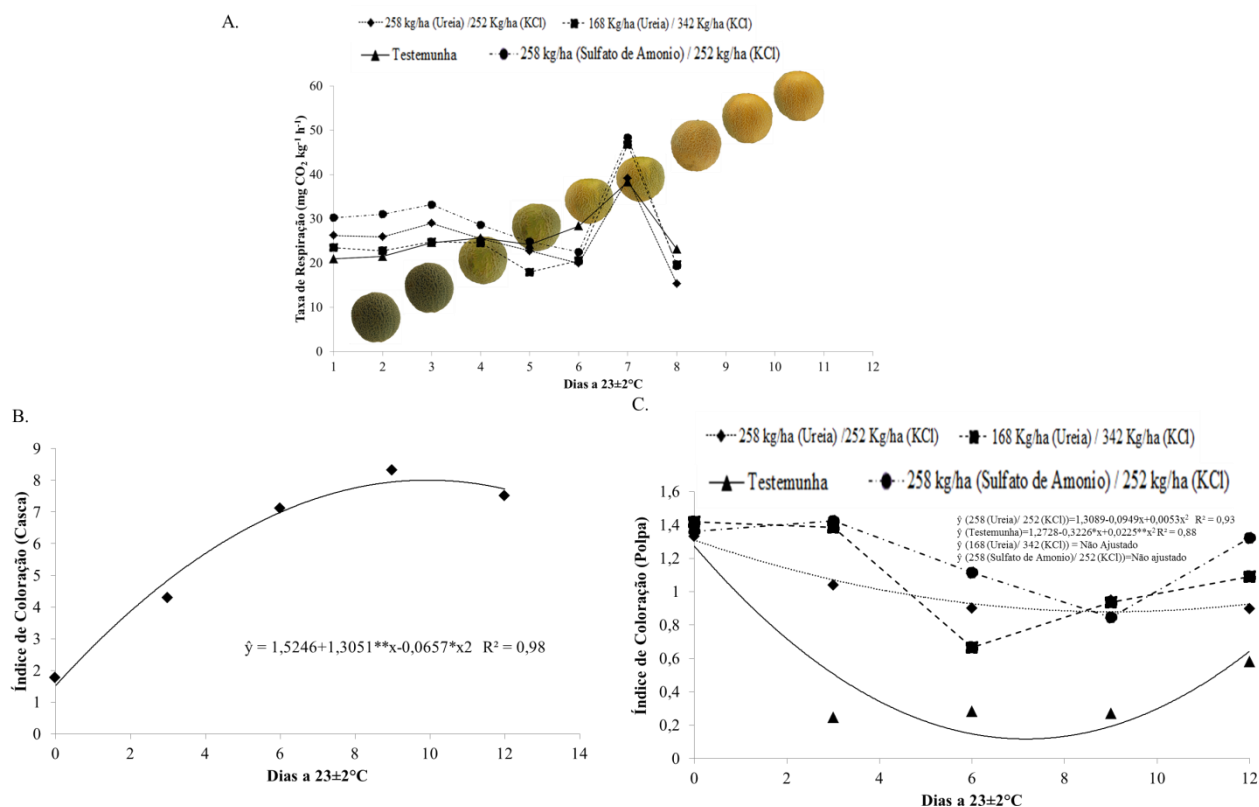 A.
258 kg/ha (Ureia) /252 Kg/ha (KCl)
168 Kg/ha (Ureia) / 342 Kg/ha (KCl)
Testemunha
258 kg/ha (Sulfato de Amonio) / 252 kg/ha (KCl)
Taxa de Respiração (mg CO₂ kg⁻¹ h⁻¹)
60
50
40
30
20
10
0
1 2 3 4 5 6 7 8 9 10 11 12
Dias a 23±2°C
B.
Índice de Coloração (Casca)
9
8
7
6
5
4
3
2
1
0
ŷ = 1,5246+1,3051**x-0,0657*x2 R² = 0,98
0 2 4 6 8 10 12 14
Dias a 23±2°C
C.
258 kg/ha (Ureia) /252 Kg/ha (KCl)
168 Kg/ha (Ureia) / 342 Kg/ha (KCl)
Testemunha
258 kg/ha (Sulfato de Amonio) / 252 kg/ha (KCl)
Índice de Coloração (Polpa)
1,6
1,4
1,2
1
0,8
0,6
0,4
0,2
0
ŷ (258 (Ureia)/ 252 (KCl))=1,3089-0,0949x+0,0053x² R² = 0,93
ŷ (Testemunha)=1,2728-0,3226*x+0,0225**x² R² = 0,88
ŷ (168 (Ureia)/ 342 (KCl)) = Não Ajustado
ŷ (258 (Sulfato de Amonio)/ 252 (KCl))=Não ajustado
0 2 4 6 8 10 12
Dias a 23±2°C